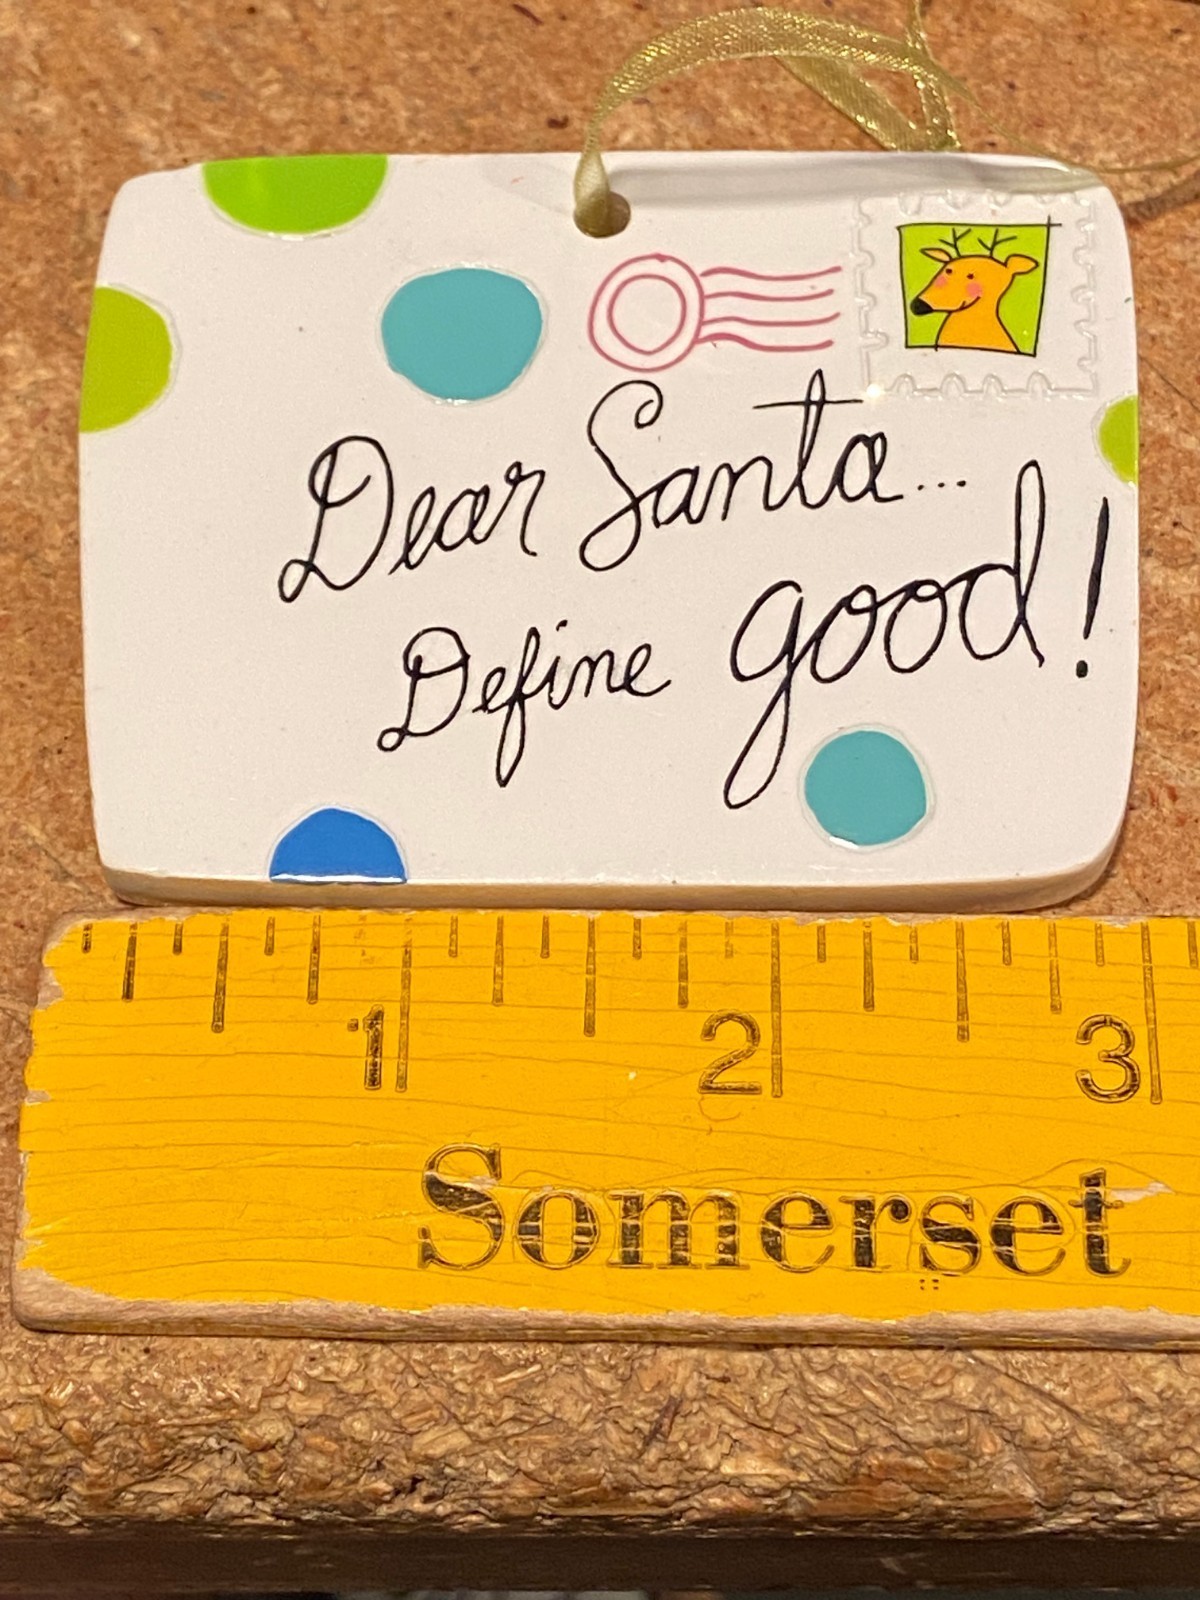 Dear Santa...
Define good!
1 2 3
Somerset